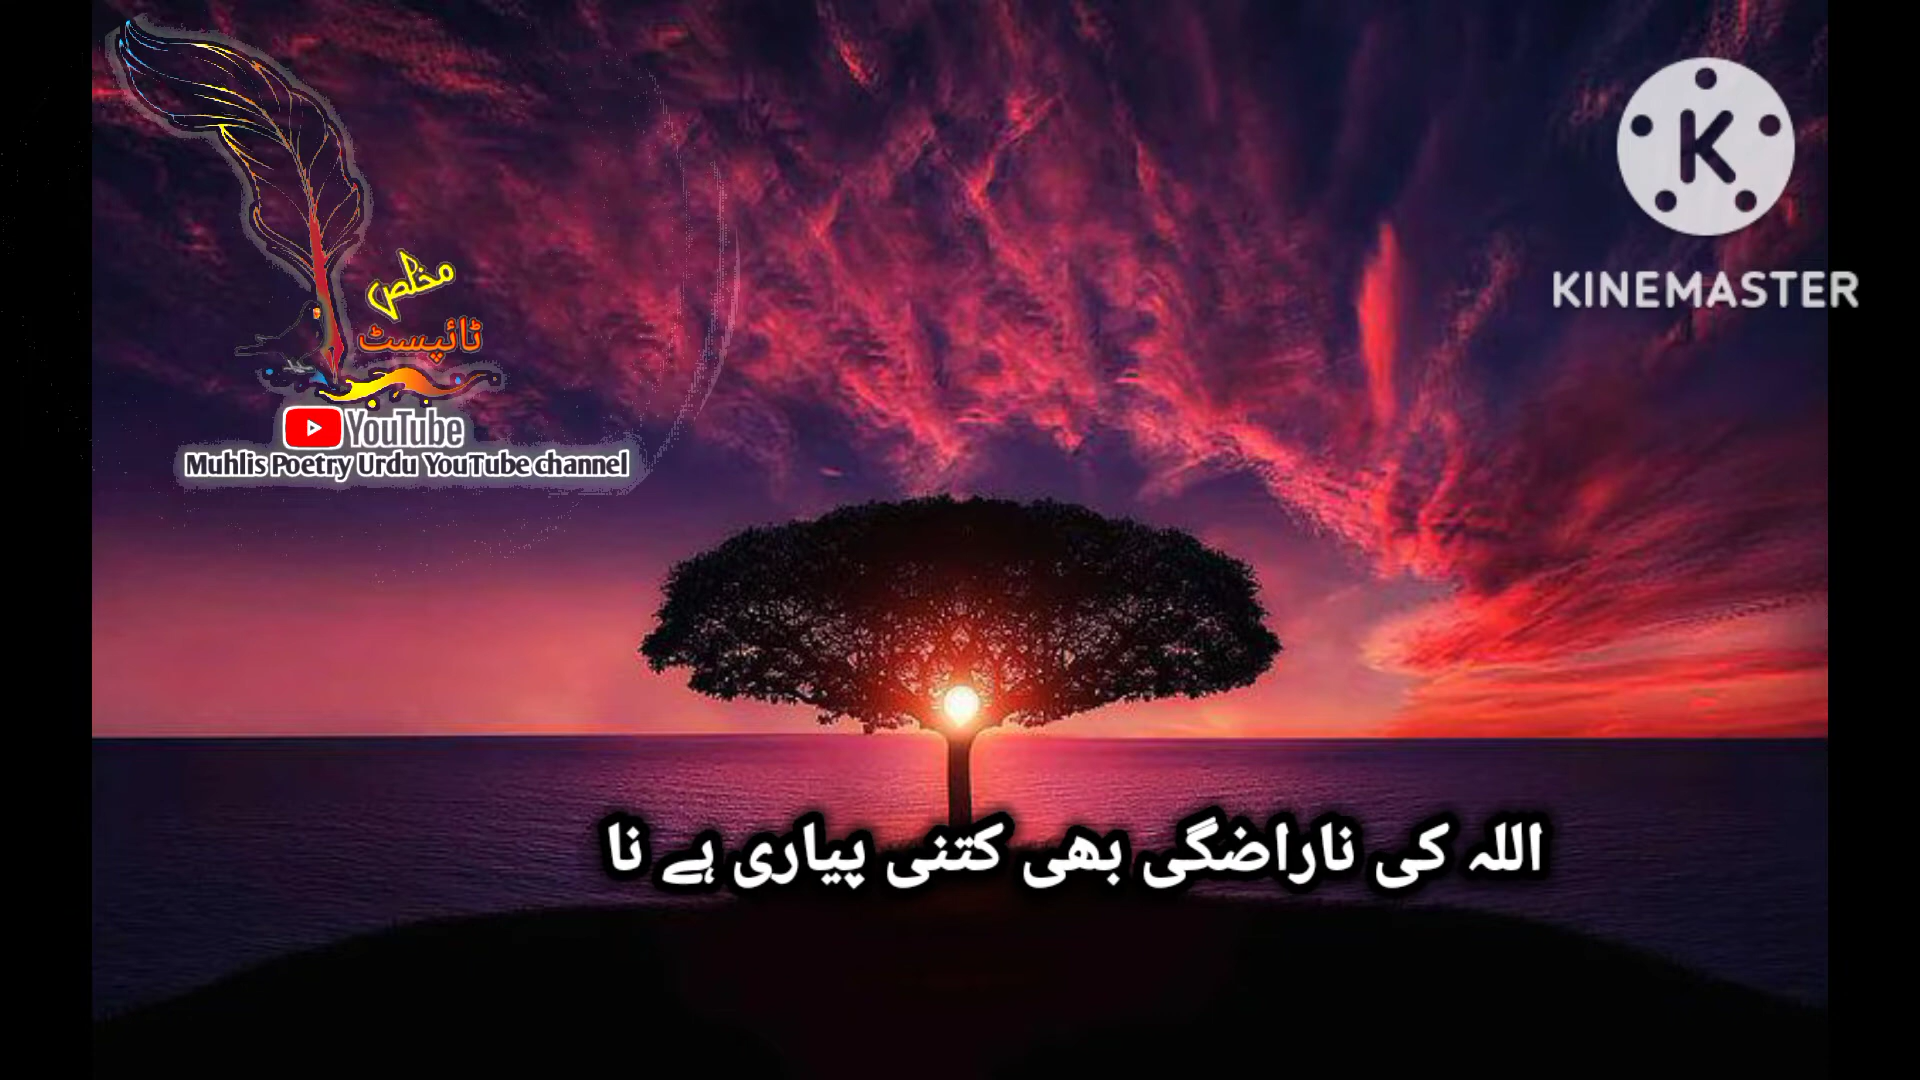 مخلص
ٹائپسٹ
YouTube
Muhlis Poetry Urdu YouTube channel
K
KINEMASTER
اللہ کی ناراضگی بھی کتنی پیاری ہے نا